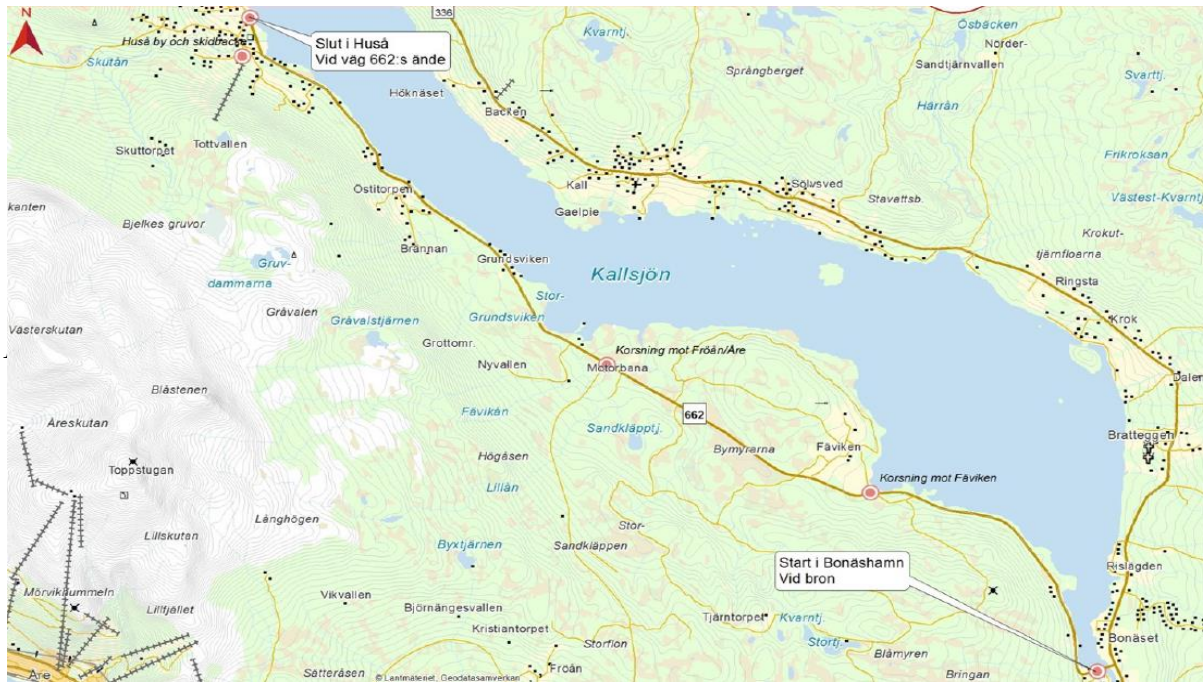 N
336
Kvarntj.
Ösbäcken
Norder-
Sandtjärnvallen
Slut i Huså
Vid väg 662:s ände
Huså by och skidbacke
Skutån
Språngberget
Svarttj.
Höknäset
Härrån
Backen
Skuttorpet
Tottvallen
Frikroksan
Östitorpen
Kall
Sölvsved
Stavattsb.
Västest-Kvarntj
kanten
Bjelkes gruvor
Gaelpie
Krokut-
tjärnfloarna
Brännan
Grundsviken
Gruv-
dammarna
Kallsjön
Ringsta
Stor-
Grundsviken
Gråvalen
Gråvalstjärnen
Krok
Västerskutan
Grottomr.
Korsning mot Fröån/Åre
Nyvallen
Motorbana
Dalen
Blåstenen
Fävikån
662
Åreskutan
Sandkläpptj.
Bymyrarna
Fäviken
Bratteggen
Högåsen
Toppstugan
Lillån
Korsning mot Fäviken
Långhögen
Stor-
Sandkläppen
Lillskutan
Byxtjärnen
Start i Bonäshamn
Vid bron
Rislägden
Mörvikhummeln
Lillfjället
Vikvallen
Björnängesvallen
Tjärntorpet
Kvarntj.
Stortj.
Bonäset
Kristiantorpet
Storflon
Blåmyren
Åre
Sätteråsen
Fröån
Bringan
© Lantmäteriet, Geodatasamverkan